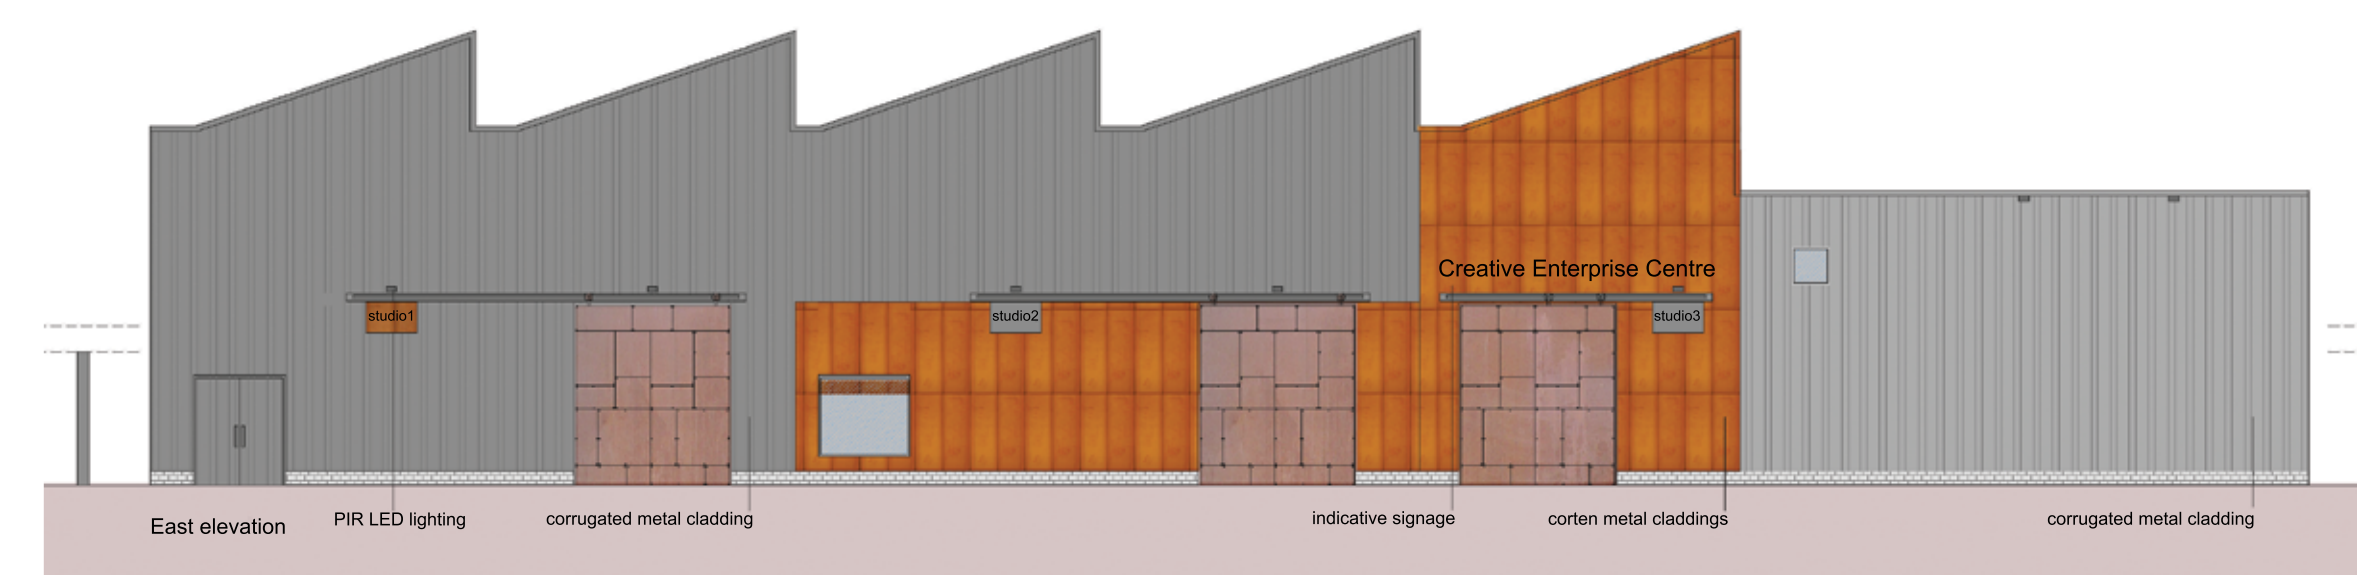 Creative Enterprise Centre
studio1
studio2
studio3
East elevation
PIR LED lighting
corrugated metal cladding
indicative signage
corten metal claddings
corrugated metal cladding